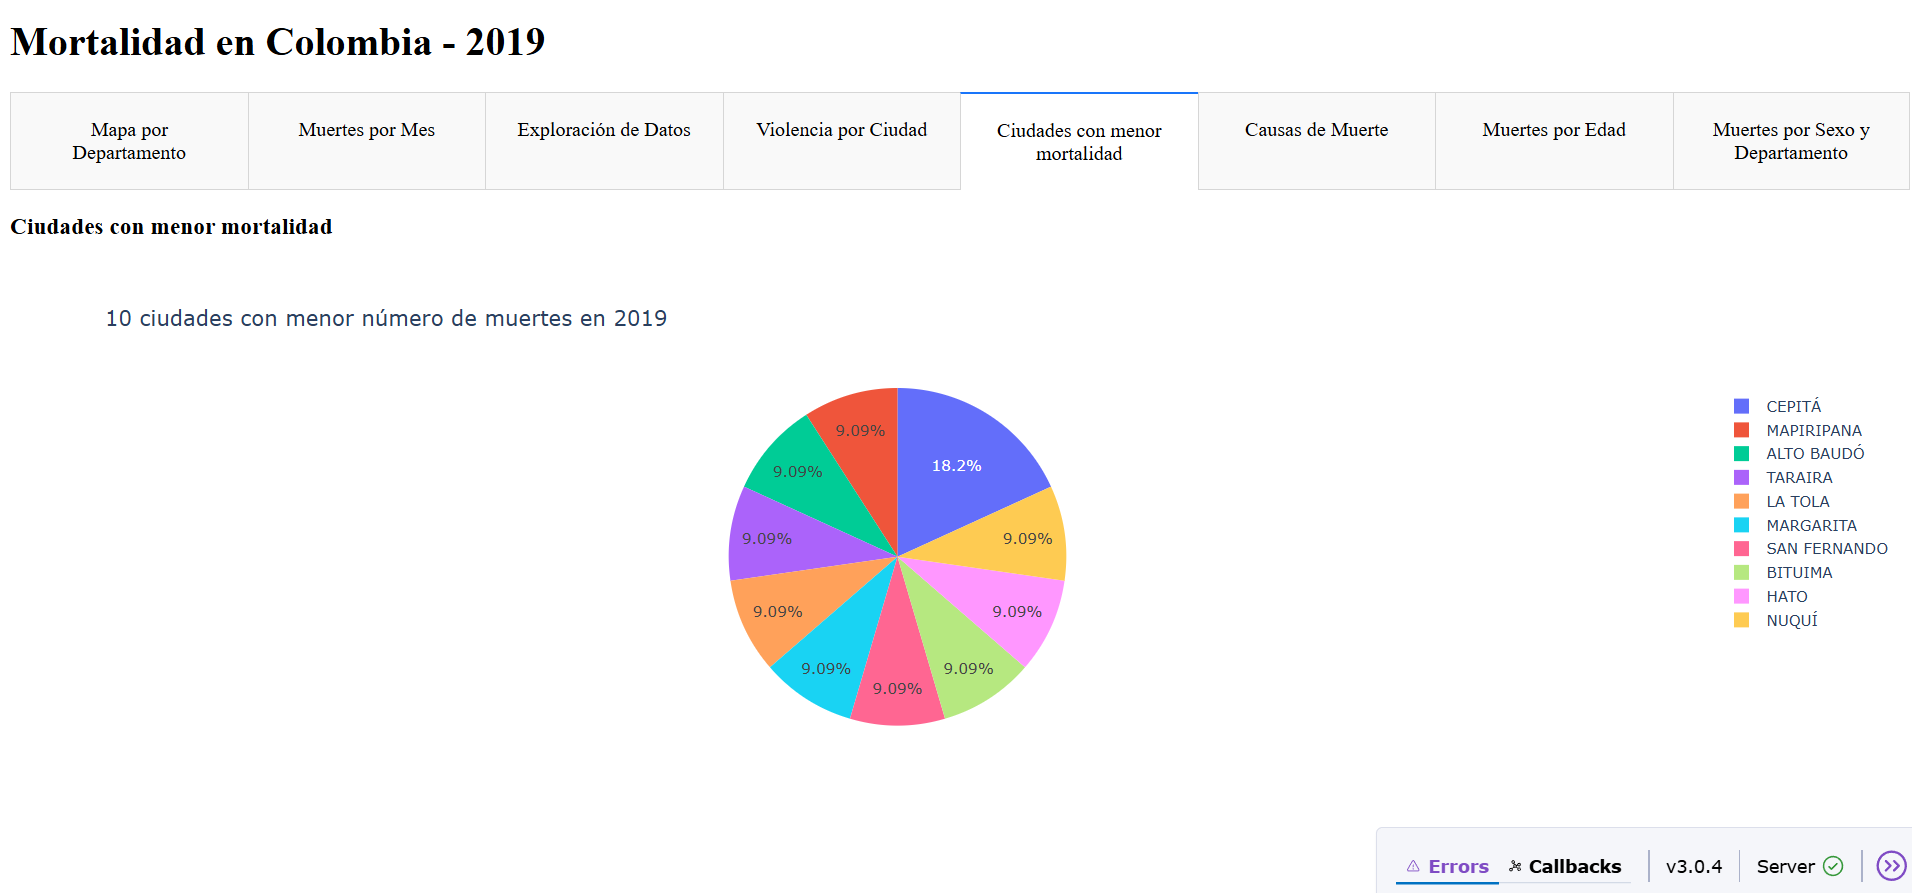 Mortalidad en Colombia - 2019
Mapa por
Departamento
Muertes por Mes
Exploración de Datos
Violencia por Ciudad
Ciudades con menor
mortalidad
Causas de Muerte
Muertes por Edad
Muertes por Sexo y
Departamento
Ciudades con menor mortalidad
10 ciudades con menor número de muertes en 2019
9.09%
18.2%
9.09%
9.09%
9.09%
9.09%
9.09%
9.09%
9.09%
9.09%
CEPITÁ
MAPIRIPANA
ALTO BAUDÓ
TARAIRA
LA TOLA
MARGARITA
SAN FERNANDO
BITUIMA
HATO
NUQUÍ
Errors
Callbacks
v3.0.4
Server